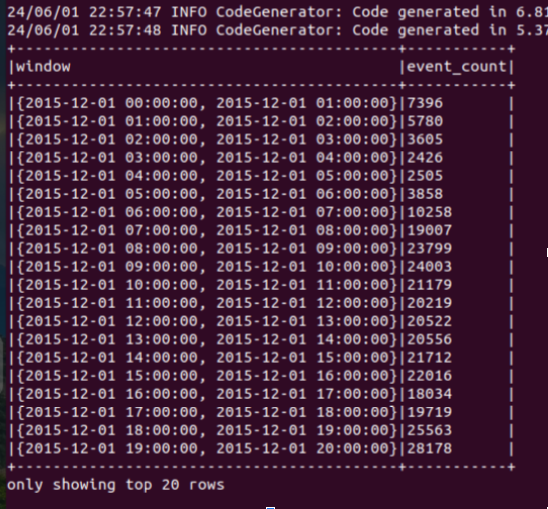 24/06/01 22:57:47 INFO CodeGenerator: Code generated in 6.81
24/06/01 22:57:48 INFO CodeGenerator: Code generated in 5.37
+------------------------------------------+-----------+
|window                                    |event_count|
+------------------------------------------+-----------+
|{2015-12-01 00:00:00, 2015-12-01 01:00:00}|7396       |
|{2015-12-01 01:00:00, 2015-12-01 02:00:00}|5780       |
|{2015-12-01 02:00:00, 2015-12-01 03:00:00}|3605       |
|{2015-12-01 03:00:00, 2015-12-01 04:00:00}|2426       |
|{2015-12-01 04:00:00, 2015-12-01 05:00:00}|2505       |
|{2015-12-01 05:00:00, 2015-12-01 06:00:00}|3858       |
|{2015-12-01 06:00:00, 2015-12-01 07:00:00}|10258      |
|{2015-12-01 07:00:00, 2015-12-01 08:00:00}|19007      |
|{2015-12-01 08:00:00, 2015-12-01 09:00:00}|23799      |
|{2015-12-01 09:00:00, 2015-12-01 10:00:00}|24003      |
|{2015-12-01 10:00:00, 2015-12-01 11:00:00}|21179      |
|{2015-12-01 11:00:00, 2015-12-01 12:00:00}|20219      |
|{2015-12-01 12:00:00, 2015-12-01 13:00:00}|20522      |
|{2015-12-01 13:00:00, 2015-12-01 14:00:00}|20556      |
|{2015-12-01 14:00:00, 2015-12-01 15:00:00}|21712      |
|{2015-12-01 15:00:00, 2015-12-01 16:00:00}|22016      |
|{2015-12-01 16:00:00, 2015-12-01 17:00:00}|18034      |
|{2015-12-01 17:00:00, 2015-12-01 18:00:00}|19719      |
|{2015-12-01 18:00:00, 2015-12-01 19:00:00}|25563      |
|{2015-12-01 19:00:00, 2015-12-01 20:00:00}|28178      |
+------------------------------------------+-----------+
only showing top 20 rows